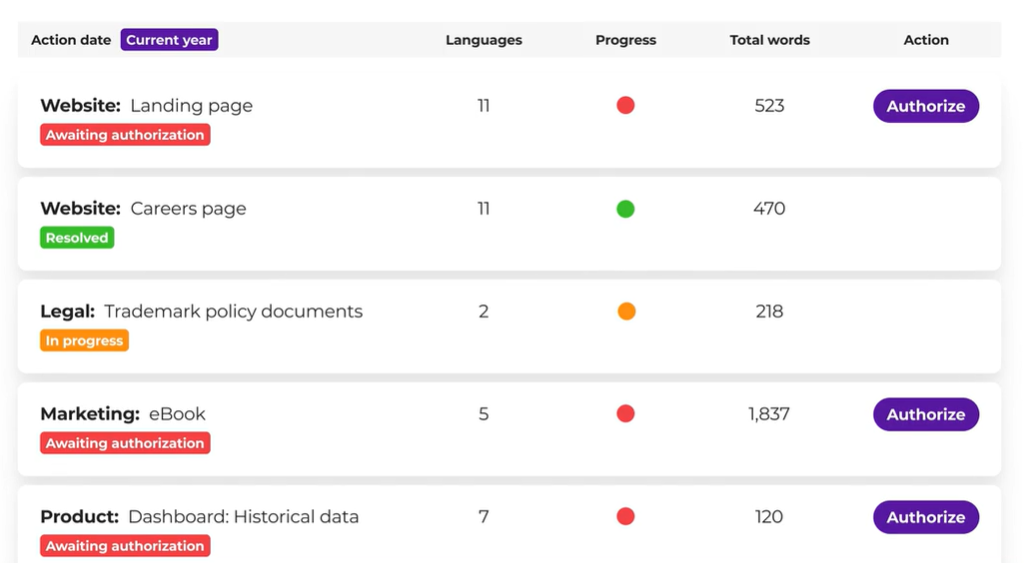 Action date Current year Languages Progress Total words Action
Website: Landing page 11 523 Authorize
Awaiting authorization
Website: Careers page 11 470
Resolved
Legal: Trademark policy documents 2 218
In progress
Marketing: eBook 5 1,837 Authorize
Awaiting authorization
Product: Dashboard: Historical data 7 120 Authorize
Awaiting authorization